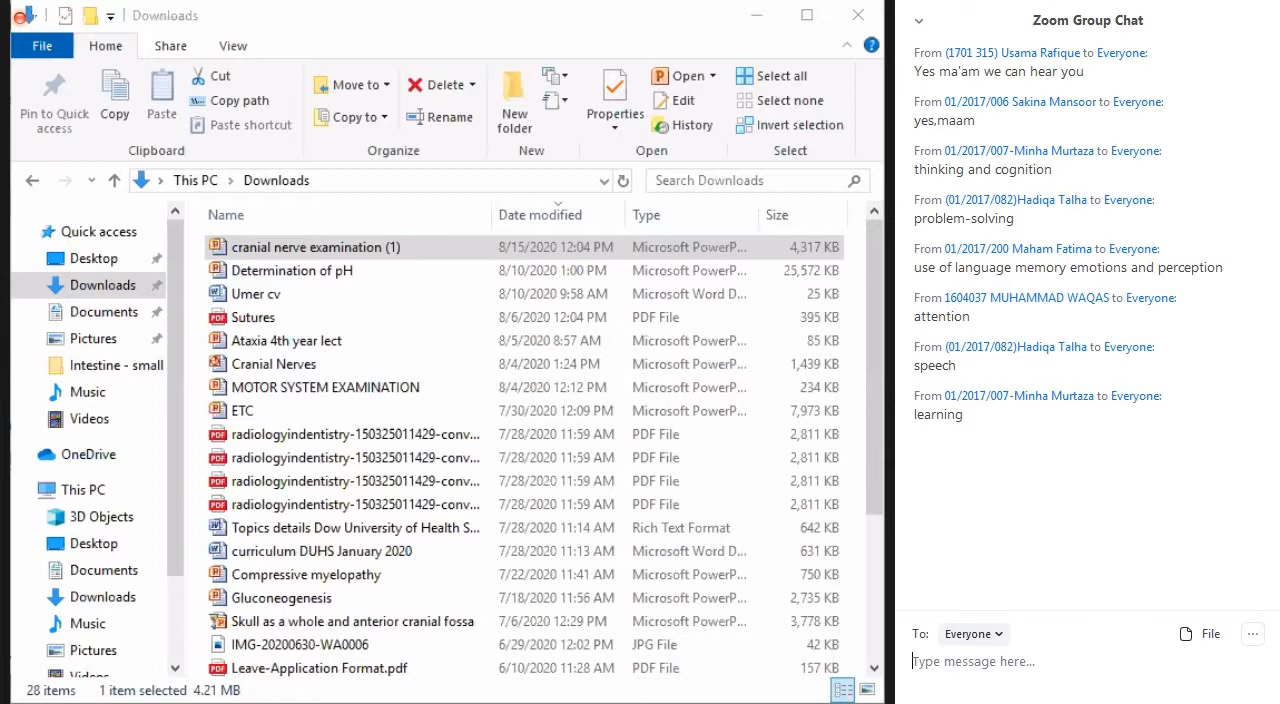 Downloads
File Home Share View
Pin to Quick access
Copy
Paste
Cut
Copy path
Paste shortcut
Clipboard
Move to
Copy to
Delete
Rename
Organize
New folder
New
Properties
Open
Edit
History
Open
Select all
Select none
Invert selection
Select
This PC > Downloads
Search Downloads
Quick access
Desktop
Downloads
Documents
Pictures
Intestine - small
Music
Videos
OneDrive
This PC
3D Objects
Desktop
Documents
Downloads
Music
Pictures
Videos
Name Date modified Type Size
cranial nerve examination (1) 8/15/2020 12:04 PM Microsoft PowerP... 4,317 KB
Determination of pH 8/10/2020 1:00 PM Microsoft PowerP... 25,572 KB
Umer cv 8/10/2020 9:58 AM Microsoft Word D... 25 KB
Sutures 8/6/2020 12:04 PM PDF File 395 KB
Ataxia 4th year lect 8/5/2020 8:57 AM Microsoft PowerP... 85 KB
Cranial Nerves 8/4/2020 1:24 PM Microsoft PowerP... 1,439 KB
MOTOR SYSTEM EXAMINATION 8/4/2020 12:12 PM Microsoft PowerP... 234 KB
ETC 7/30/2020 12:09 PM Microsoft PowerP... 7,973 KB
radiologyindentistry-150325011429-conv... 7/28/2020 11:59 AM PDF File 2,811 KB
radiologyindentistry-150325011429-conv... 7/28/2020 11:59 AM PDF File 2,811 KB
radiologyindentistry-150325011429-conv... 7/28/2020 11:59 AM PDF File 2,811 KB
radiologyindentistry-150325011429-conv... 7/28/2020 11:59 AM PDF File 2,811 KB
Topics details Dow University of Health S... 7/28/2020 11:14 AM Rich Text Format 642 KB
curriculum DUHS January 2020 7/28/2020 11:13 AM Microsoft Word D... 631 KB
Compressive myelopathy 7/22/2020 11:41 AM Microsoft PowerP... 750 KB
Gluconeogenesis 7/18/2020 11:56 AM Microsoft PowerP... 2,735 KB
Skull as a whole and anterior cranial fossa 7/6/2020 12:29 PM Microsoft PowerP... 3,778 KB
IMG-20200630-WA0006 6/29/2020 12:02 PM JPG File 42 KB
Leave-Application Format.pdf 6/10/2020 11:28 AM PDF File 157 KB
28 items 1 item selected 4.21 MB
Zoom Group Chat
From (1701 315) Usama Rafique to Everyone:
Yes ma'am we can hear you
From 01/2017/006 Sakina Mansoor to Everyone:
yes,maam
From 01/2017/007-Minha Murtaza to Everyone:
thinking and cognition
From (01/2017/082)Hadiqa Talha to Everyone:
problem-solving
From 01/2017/200 Maham Fatima to Everyone:
use of language memory emotions and perception
From 1604037 MUHAMMAD WAQAS to Everyone:
attention
From (01/2017/082)Hadiqa Talha to Everyone:
speech
From 01/2017/007-Minha Murtaza to Everyone:
learning
To: Everyone File
Type message here...